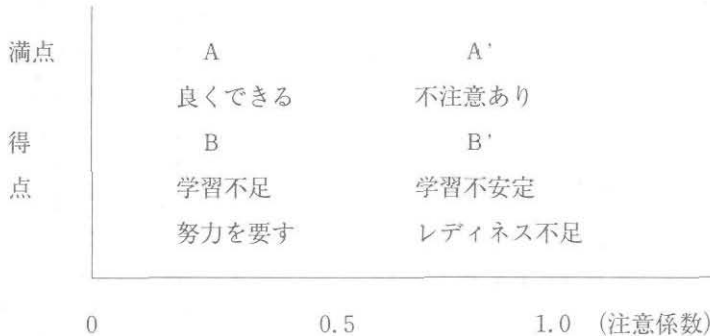 満点 A A'
良くできる 不注意あり
得 B B'
点 学習不足 学習不安定
努力を要す レディネス不足
0 0.5 1.0 (注意係数)